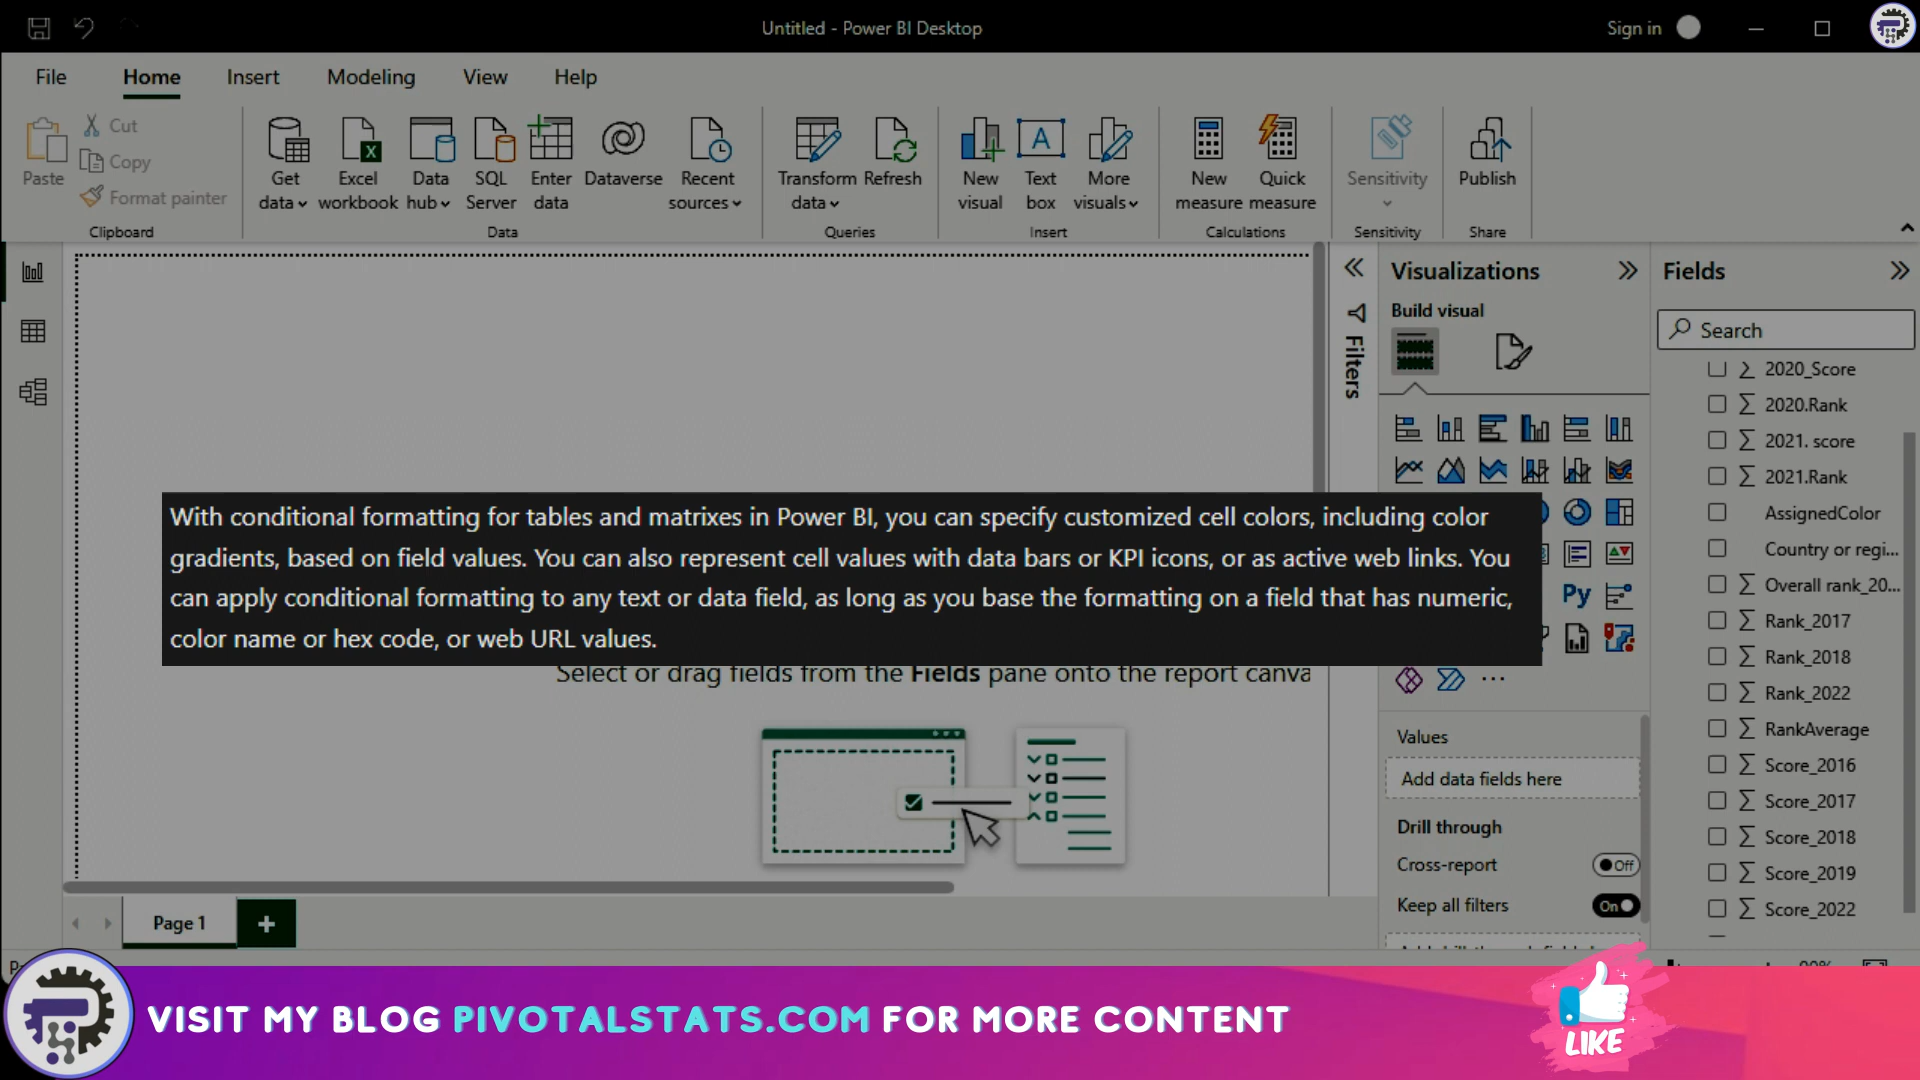 Untitled - Power BI Desktop
Sign in
File Home Insert Modeling View Help
Paste
Cut
Copy
Format painter
Clipboard
Get data
Excel workbook
Data hub
SQL Server
Enter data
Dataverse
Recent sources
Data
Transform data
Refresh
Queries
New visual
Text box
More visuals
Insert
New measure
Quick measure
Calculations
Sensitivity
Sensitivity
Publish
Share
With conditional formatting for tables and matrixes in Power BI, you can specify customized cell colors, including color
gradients, based on field values. You can also represent cell values with data bars or KPI icons, or as active web links. You
can apply conditional formatting to any text or data field, as long as you base the formatting on a field that has numeric,
color name or hex code, or web URL values.
Select or drag fields from the Fields pane onto the report canva
Filters
Visualizations
Build visual
Py
...
Values
Add data fields here
Drill through
Cross-report
Off
Keep all filters
On
Fields
Search
2020_Score
2020.Rank
2021. score
2021.Rank
AssignedColor
Country or regi...
Overall rank_20...
Rank_2017
Rank_2018
Rank_2022
RankAverage
Score_2016
Score_2017
Score_2018
Score_2019
Score_2022
Page 1
VISIT MY BLOG PIVOTALSTATS.COM FOR MORE CONTENT
LIKE